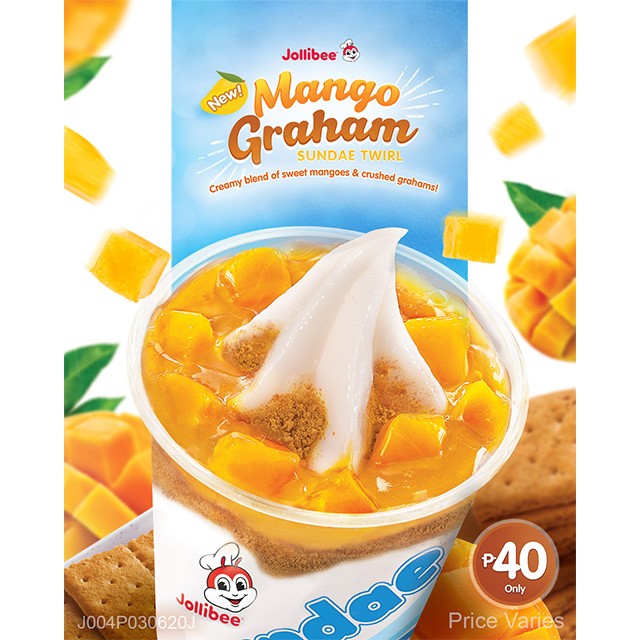 Jollibee
New!
Mango
Graham
SUNDAE TWIRL
Creamy blend of sweet mangoes & crushed grahams!
Jollibee
ndae
₱40
Only
J004P030620J
Price Varies